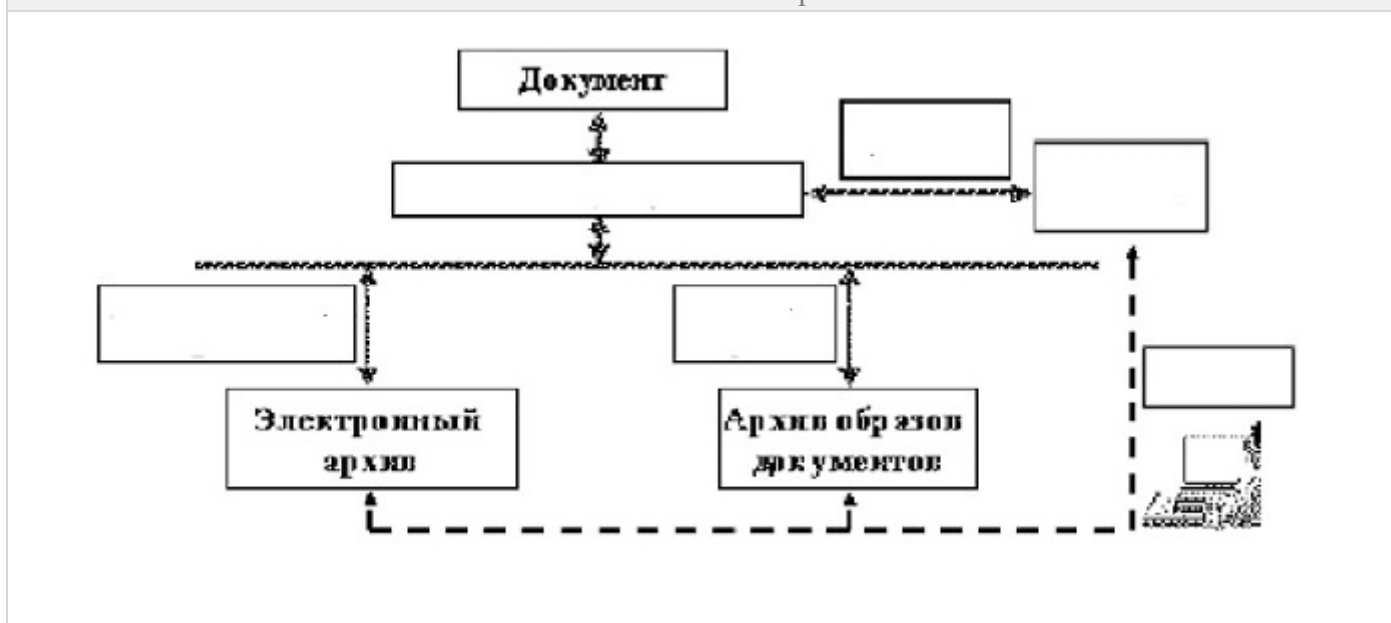 Документ
Электронный
архив
Архив образов
документов